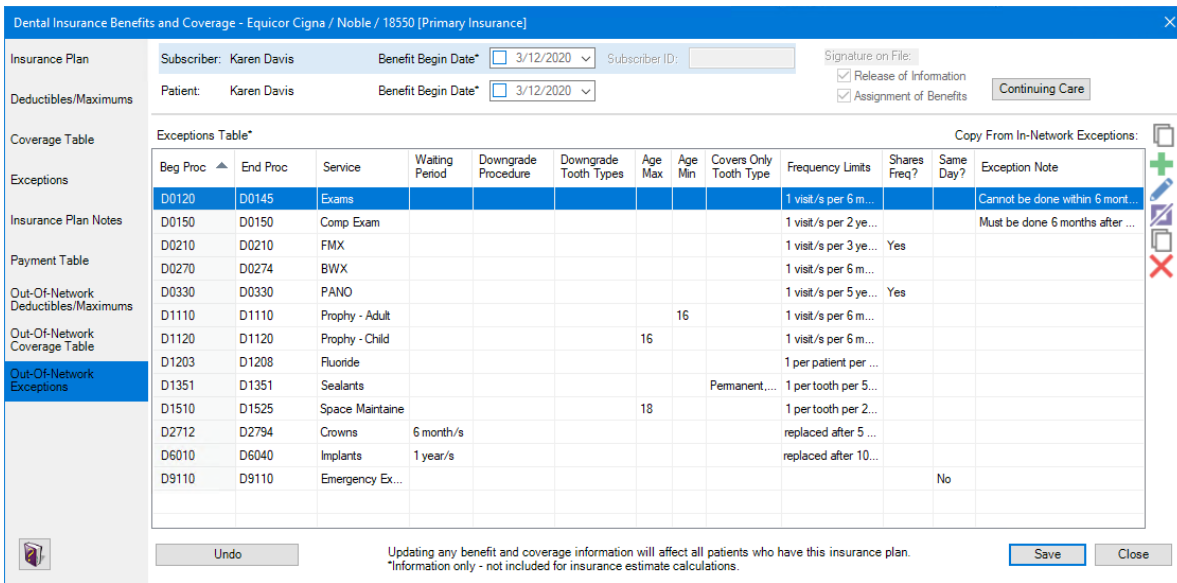 Dental Insurance Benefits and Coverage - Equicor Cigna / Noble / 18550 [Primary Insurance]
Insurance Plan
Deductibles/Maximums
Coverage Table
Exceptions
Insurance Plan Notes
Payment Table
Out-Of-Network
Deductibles/Maximums
Out-Of-Network
Coverage Table
Out-Of-Network
Exceptions
Subscriber: Karen Davis Benefit Begin Date* 3/12/2020 Subscriber ID:
Patient: Karen Davis Benefit Begin Date* 3/12/2020
Signature on File:
Release of Information
Assignment of Benefits
Continuing Care
Exceptions Table* Copy From In-Network Exceptions:
Beg Proc End Proc Service Waiting Period Downgrade Procedure Downgrade Tooth Types Age Max Age Min Covers Only Tooth Type Frequency Limits Shares Freq? Same Day? Exception Note
D0120 D0145 Exams 1 visit/s per 6 m... Cannot be done within 6 mont...
D0150 D0150 Comp Exam 1 visit/s per 2 ye... Must be done 6 months after ...
D0210 D0210 FMX 1 visit/s per 3 ye... Yes
D0270 D0274 BWX 1 visit/s per 6 m...
D0330 D0330 PANO 1 visit/s per 5 ye... Yes
D1110 D1110 Prophy - Adult 16 1 visit/s per 6 m...
D1120 D1120 Prophy - Child 16 1 visit/s per 6 m...
D1203 D1208 Fluoride 1 per patient per ...
D1351 D1351 Sealants Permanent,... 1 per tooth per 5...
D1510 D1525 Space Maintaine 18 1 per tooth per 2...
D2712 D2794 Crowns 6 month/s replaced after 5 ...
D6010 D6040 Implants 1 year/s replaced after 10...
D9110 D9110 Emergency Ex... No
Undo
Updating any benefit and coverage information will affect all patients who have this insurance plan.
*Information only - not included for insurance estimate calculations.
Save Close